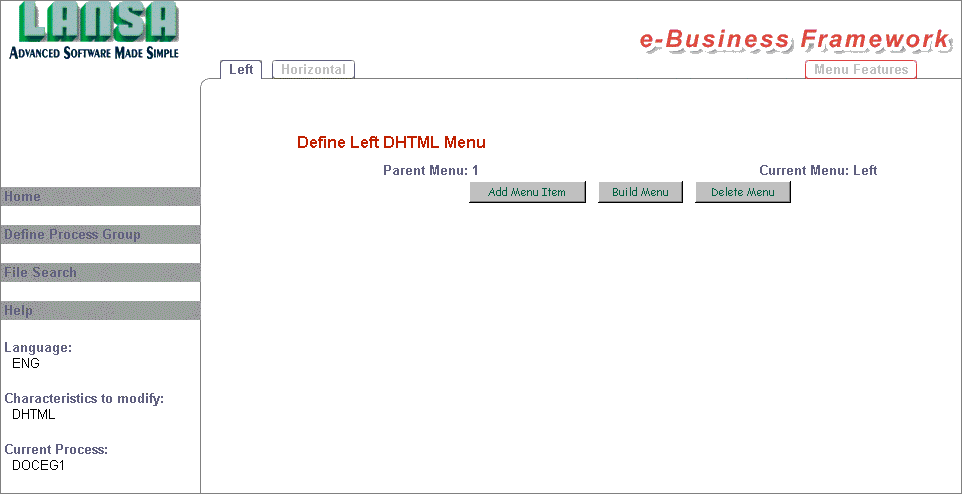 LANSA
ADVANCED SOFTWARE MADE SIMPLE
e-Business Framework
Left Horizontal Menu Features
Define Left DHTML Menu
Parent Menu: 1 Current Menu: Left
Add Menu Item Build Menu Delete Menu
Home
Define Process Group
File Search
Help
Language:
ENG
Characteristics to modify:
DHTML
Current Process:
DOCEG1